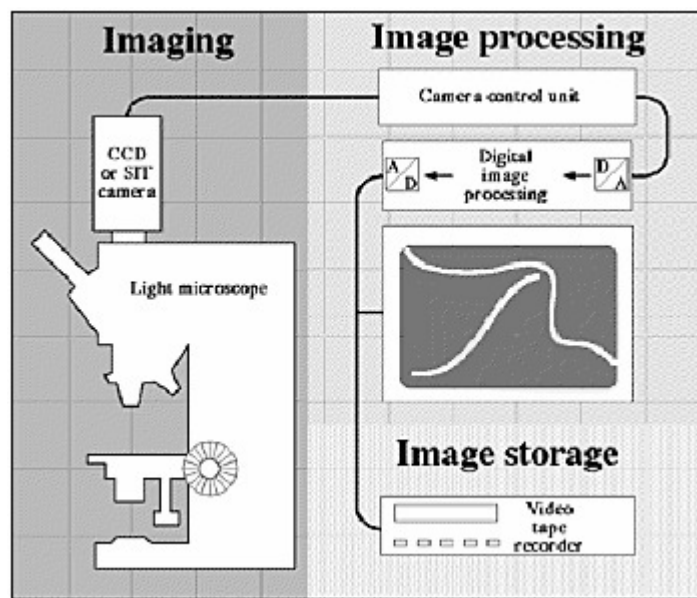 Imaging
Image processing
Camera control unit
CCD
or SIT
camera
A
D
Digital
image
processing
D
A
Light microscope
Image storage
Video
tape
recorder